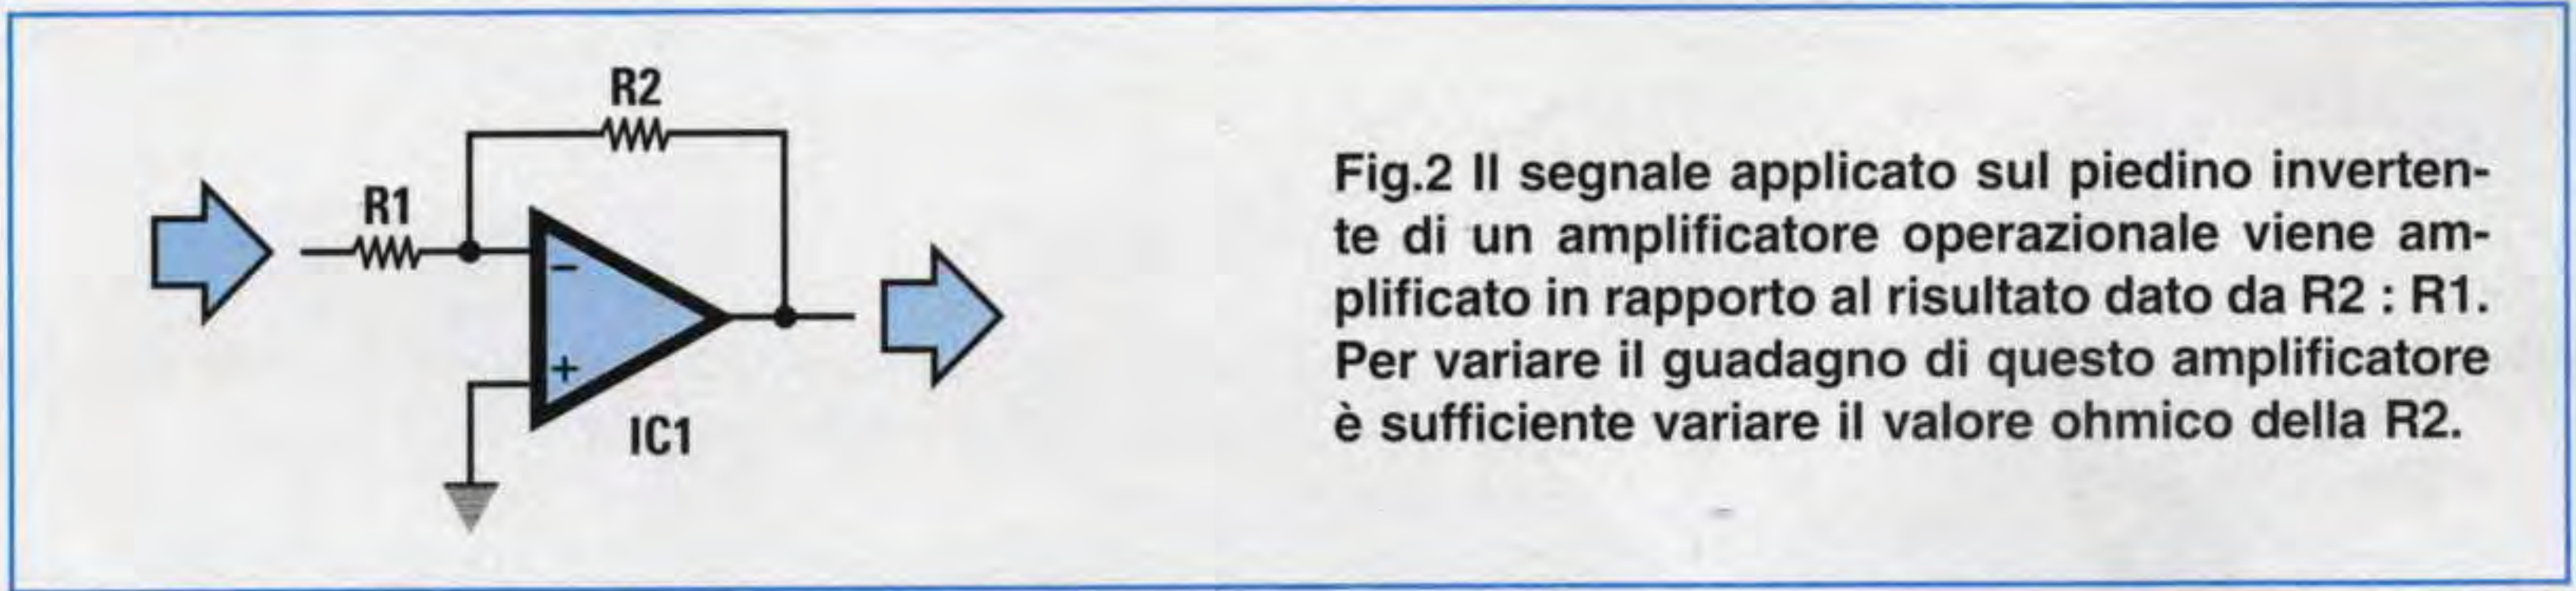 R2
R1
−
+
IC1
Fig.2 Il segnale applicato sul piedino inverten-
te di un amplificatore operazionale viene am-
plificato in rapporto al risultato dato da R2 : R1.
Per variare il guadagno di questo amplificatore
è sufficiente variare il valore ohmico della R2.